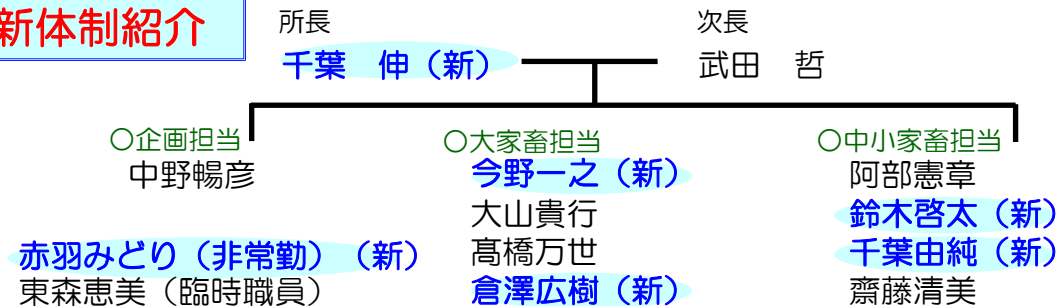 新体制紹介
所長
千葉 伸（新）
次長
武田 哲
○企画担当
中野暢彦
赤羽みどり（非常勤）（新）
東森恵美（臨時職員）
○大家畜担当
今野一之（新）
大山貴行
髙橋万世
倉澤広樹（新）
○中小家畜担当
阿部憲章
鈴木啓太（新）
千葉由純（新）
齋藤清美